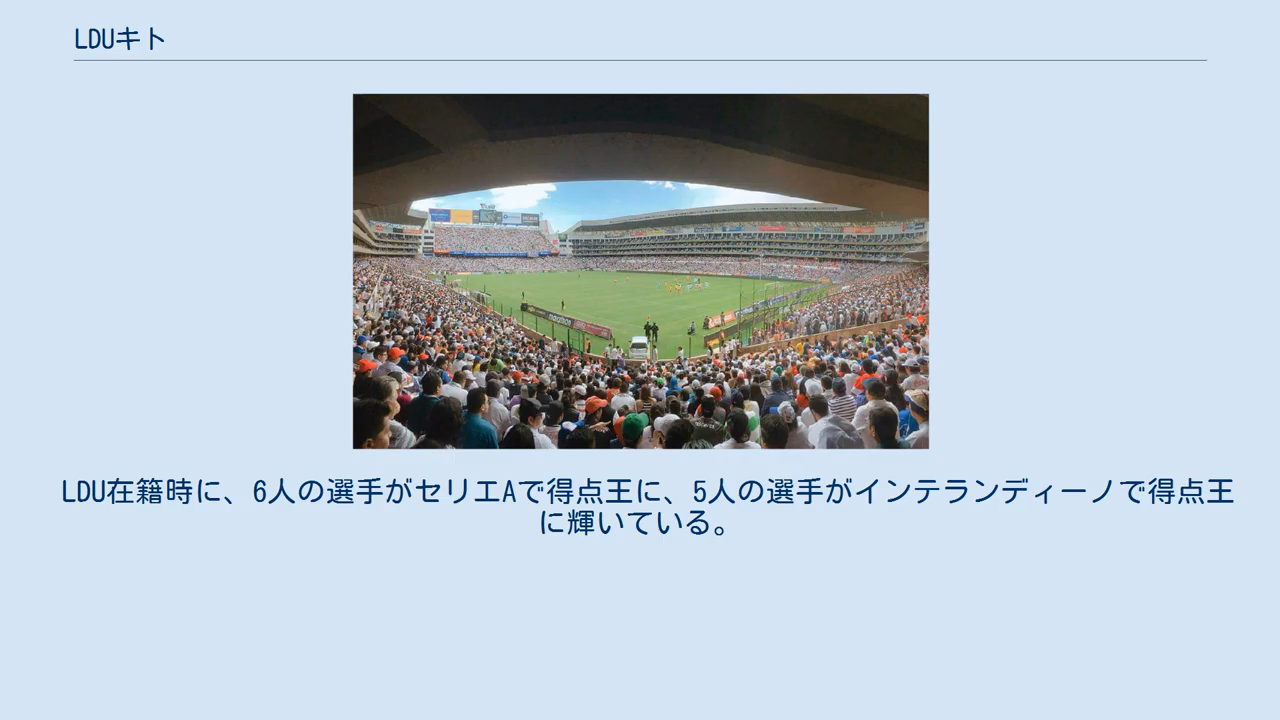 LDUキト
LDU在籍時に、6人の選手がセリエAで得点王に、5人の選手がインテランディーノで得点王
に輝いている。